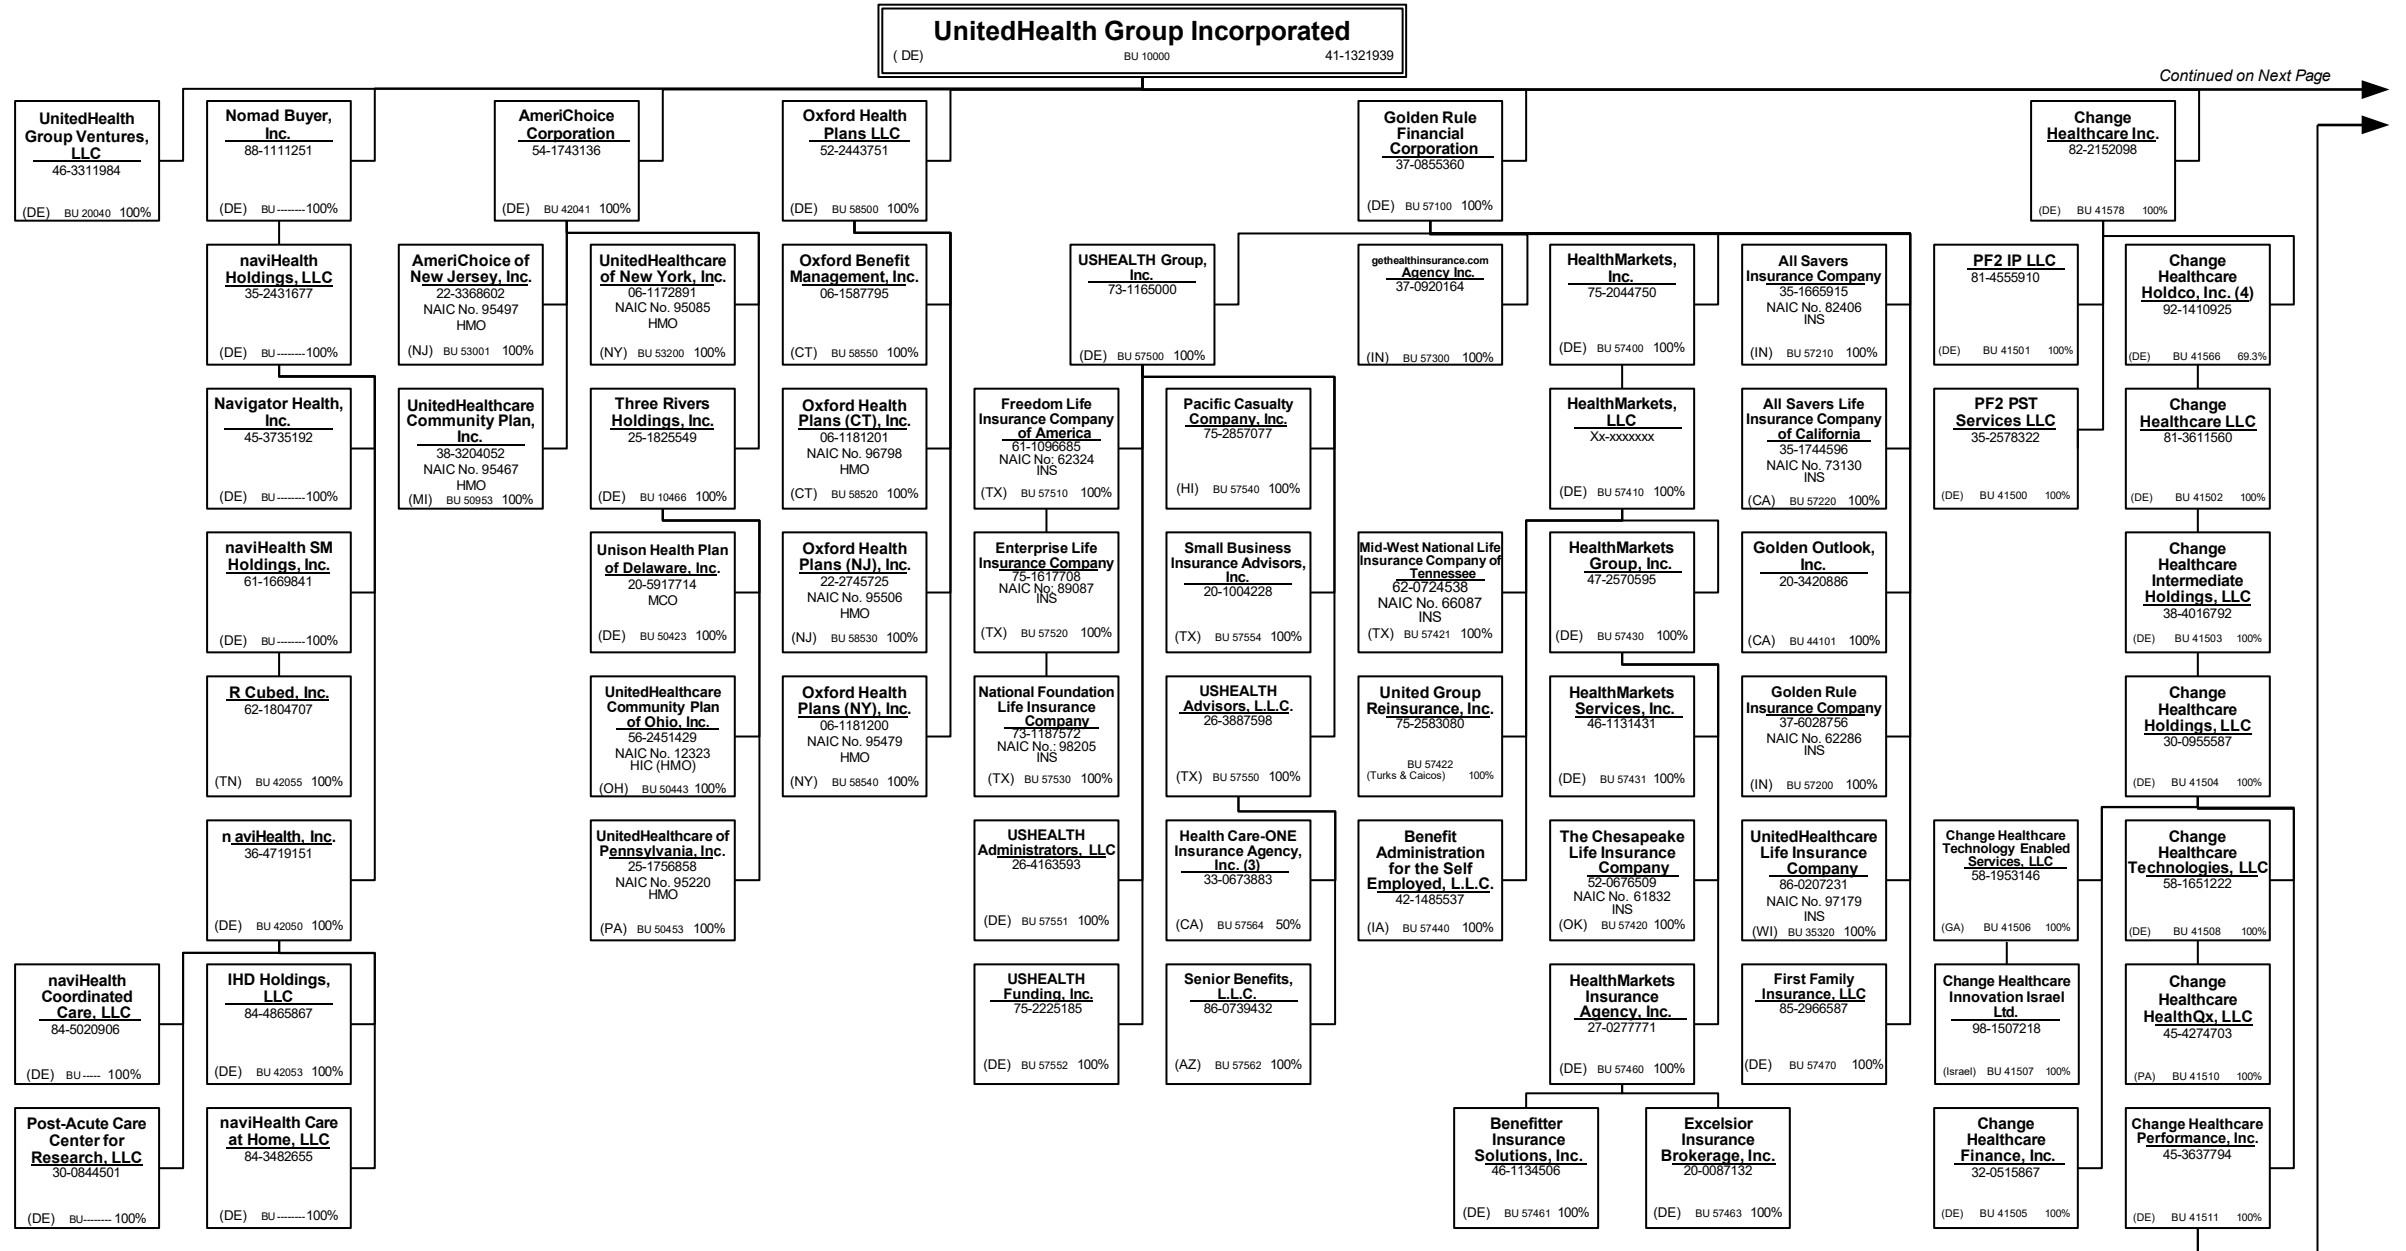 UnitedHealth Group Incorporated
( DE) BU 10000 41-1321939
Continued on Next Page
UnitedHealth
Group Ventures,
LLC
46-3311984
(DE) BU 20040 100%
Nomad Buyer,
Inc.
88-1111251
(DE) BU -------- 100%
AmeriChoice
Corporation
54-1743136
(DE) BU 42041 100%
Oxford Health
Plans LLC
52-2443751
(DE) BU 58500 100%
Golden Rule
Financial
Corporation
37-0855360
(DE) BU 57100 100%
Change
Healthcare Inc.
82-2152098
(DE) BU 41578 100%
naviHealth
Holdings, LLC
35-2431677
(DE) BU -------- 100%
AmeriChoice of
New Jersey, Inc.
22-3368602
NAIC No. 95497
HMO
(NJ) BU 53001 100%
UnitedHealthcare
of New York, Inc.
06-1172891
NAIC No. 95085
HMO
(NY) BU 53200 100%
Oxford Benefit
Management, Inc.
06-1587795
(CT) BU 58550 100%
USHEALTH Group,
Inc.
73-1165000
(DE) BU 57500 100%
gethealthinsurance.com
Agency Inc.
37-0920164
(IN) BU 57300 100%
HealthMarkets,
Inc.
75-2044750
(DE) BU 57400 100%
All Savers
Insurance Company
35-1665915
NAIC No. 82406
INS
(IN) BU 57210 100%
PF2 IP LLC
81-4555910
(DE) BU 41501 100%
Change
Healthcare
Holdco, Inc. (4)
92-1410925
(DE) BU 41566 69.3%
Navigator Health,
Inc.
45-3735192
(DE) BU -------- 100%
UnitedHealthcare
Community Plan,
Inc.
38-3204052
NAIC No. 95467
HMO
(MI) BU 50953 100%
Three Rivers
Holdings, Inc.
25-1825549
(DE) BU 10466 100%
Oxford Health
Plans (CT), Inc.
06-1181201
NAIC No. 96798
HMO
(CT) BU 58520 100%
Freedom Life
Insurance Company
of America
61-1096685
NAIC No: 62324
INS
(TX) BU 57510 100%
Pacific Casualty
Company, Inc.
75-2857077
(HI) BU 57540 100%
HealthMarkets,
LLC
Xx-xxxxxxx
(DE) BU 57410 100%
All Savers Life
Insurance Company
of California
35-1744596
NAIC No. 73130
INS
(CA) BU 57220 100%
PF2 PST
Services LLC
35-2578322
(DE) BU 41500 100%
Change
Healthcare LLC
81-3611560
(DE) BU 41502 100%
naviHealth SM
Holdings, Inc.
61-1669841
(DE) BU -------- 100%
Unison Health Plan
of Delaware, Inc.
20-5917714
MCO
(DE) BU 50423 100%
Oxford Health
Plans (NJ), Inc.
22-2745725
NAIC No. 95506
HMO
(NJ) BU 58530 100%
Enterprise Life
Insurance Company
75-1617708
NAIC No: 89087
INS
(TX) BU 57520 100%
Small Business
Insurance Advisors,
Inc.
20-1004228
(TX) BU 57554 100%
Mid-West National Life
Insurance Company of
Tennessee
62-0724538
NAIC No. 66087
INS
(TX) BU 57421 100%
HealthMarkets
Group, Inc.
47-2570595
(DE) BU 57430 100%
Golden Outlook,
Inc.
20-3420886
(CA) BU 44101 100%
Change
Healthcare
Intermediate
Holdings, LLC
38-4016792
(DE) BU 41503 100%
R Cubed, Inc.
62-1804707
(TN) BU 42055 100%
UnitedHealthcare
Community Plan
of Ohio, Inc.
56-2451429
NAIC No. 12323
HIC (HMO)
(OH) BU 50443 100%
Oxford Health
Plans (NY), Inc.
06-1181200
NAIC No. 95479
HMO
(NY) BU 58540 100%
National Foundation
Life Insurance
Company
73-1187572
NAIC No.: 98205
INS
(TX) BU 57530 100%
USHEALTH
Advisors, L.L.C.
26-3887598
(TX) BU 57550 100%
United Group
Reinsurance, Inc.
75-2583080
BU 57422
(Turks & Caicos) 100%
HealthMarkets
Services, Inc.
46-1131431
(DE) BU 57431 100%
Golden Rule
Insurance Company
37-6028756
NAIC No. 62286
INS
(IN) BU 57200 100%
Change
Healthcare
Holdings, LLC
30-0955587
(DE) BU 41504 100%
n aviHealth, Inc.
36-4719151
(DE) BU 42050 100%
UnitedHealthcare of
Pennsylvania, Inc.
25-1756858
NAIC No. 95220
HMO
(PA) BU 50453 100%
USHEALTH
Administrators, LLC
26-4163593
(DE) BU 57551 100%
Health Care-ONE
Insurance Agency,
Inc. (3)
33-0673883
(CA) BU 57564 50%
Benefit
Administration
for the Self
Employed, L.L.C.
42-1485537
(IA) BU 57440 100%
The Chesapeake
Life Insurance
Company
52-0676509
NAIC No. 61832
INS
(OK) BU 57420 100%
UnitedHealthcare
Life Insurance
Company
86-0207231
NAIC No. 97179
INS
(WI) BU 35320 100%
Change Healthcare
Technology Enabled
Services, LLC
58-1953146
(GA) BU 41506 100%
Change
Healthcare
Technologies, LLC
58-1651222
(DE) BU 41508 100%
naviHealth
Coordinated
Care, LLC
84-5020906
(DE) BU ----- 100%
IHD Holdings,
LLC
84-4865867
(DE) BU 42053 100%
USHEALTH
Funding, Inc.
75-2225185
(DE) BU 57552 100%
Senior Benefits,
L.L.C.
86-0739432
(AZ) BU 57562 100%
HealthMarkets
Insurance
Agency, Inc.
27-0277771
(DE) BU 57460 100%
First Family
Insurance, LLC
85-2966587
(DE) BU 57470 100%
Change Healthcare
Innovation Israel
Ltd.
98-1507218
(Israel) BU 41507 100%
Change
Healthcare
HealthQx, LLC
45-4274703
(PA) BU 41510 100%
Post-Acute Care
Center for
Research, LLC
30-0844501
(DE) BU-------- 100%
naviHealth Care
at Home, LLC
84-3482655
(DE) BU -------- 100%
Benefitter
Insurance
Solutions, Inc.
46-1134506
(DE) BU 57461 100%
Excelsior
Insurance
Brokerage, Inc.
20-0087132
(DE) BU 57463 100%
Change
Healthcare
Finance, Inc.
32-0515867
(DE) BU 41505 100%
Change Healthcare
Performance, Inc.
45-3637794
(DE) BU 41511 100%